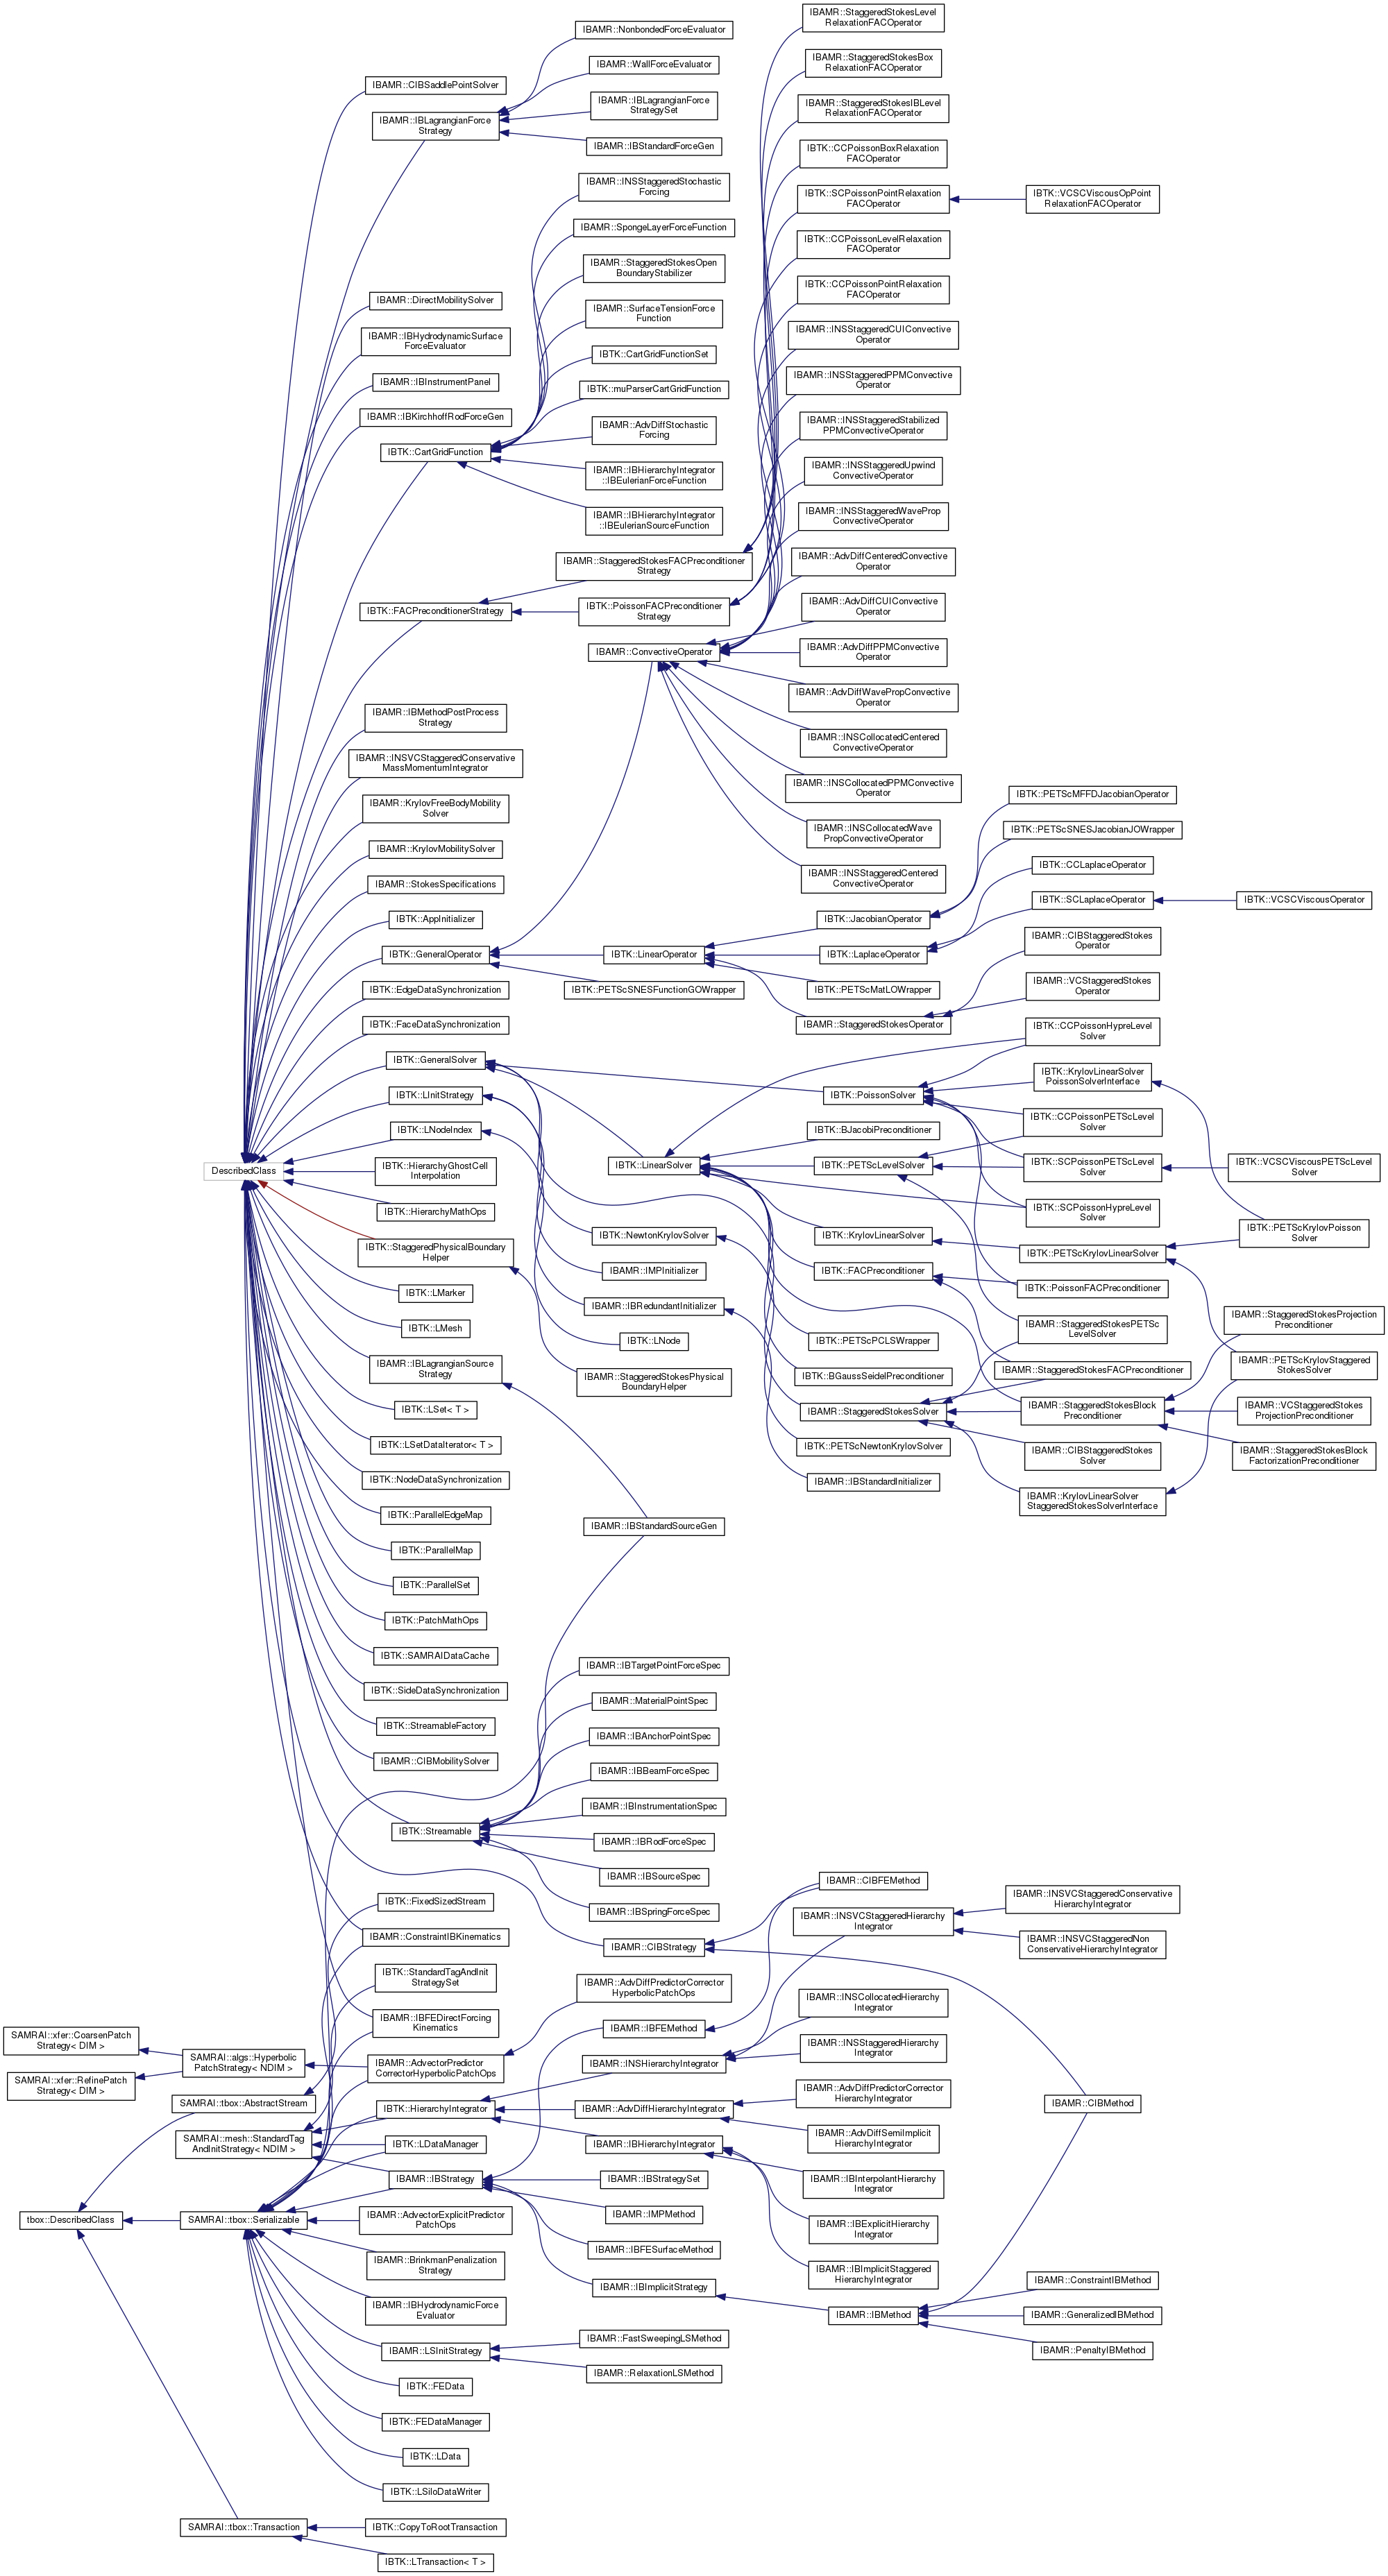 IBAMR::StaggeredStokesLevel
RelaxationFACOperator
IBAMR::NonbondedForceEvaluator
IBAMR::StaggeredStokesBox
RelaxationFACOperator
IBAMR::WallForceEvaluator
IBAMR::CIBSaddlePointSolver
IBAMR::IBLagrangianForce
StrategySet
IBAMR::StaggeredStokesIBLevel
RelaxationFACOperator
IBAMR::IBLagrangianForce
Strategy
IBAMR::IBStandardForceGen
IBTK::CCPoissonBoxRelaxation
FACOperator
IBAMR::INSStaggeredStochastic
Forcing
IBTK::SCPoissonPointRelaxation
FACOperator
IBTK::VCSCViscousOpPoint
RelaxationFACOperator
IBAMR::SpongeLayerForceFunction
IBTK::CCPoissonLevelRelaxation
FACOperator
IBAMR::StaggeredStokesOpen
BoundaryStabilizer
IBTK::CCPoissonPointRelaxation
FACOperator
IBAMR::DirectMobilitySolver
IBAMR::SurfaceTensionForce
Function
IBAMR::INSStaggeredCUIConvective
Operator
IBAMR::IBHydrodynamicSurface
ForceEvaluator
IBTK::CartGridFunctionSet
IBAMR::INSStaggeredPPMConvective
Operator
IBAMR::IBInstrumentPanel
IBTK::muParserCartGridFunction
IBAMR::IBKirchhoffRodForceGen
IBAMR::AdvDiffStochastic
Forcing
IBAMR::INSStaggeredStabilized
PPMConvectiveOperator
IBTK::CartGridFunction
IBAMR::IBHierarchyIntegrator
::IBEulerianForceFunction
IBAMR::INSStaggeredUpwind
ConvectiveOperator
IBAMR::IBHierarchyIntegrator
::IBEulerianSourceFunction
IBAMR::INSStaggeredWaveProp
ConvectiveOperator
IBAMR::StaggeredStokesFACPreconditioner
Strategy
IBAMR::AdvDiffCenteredConvective
Operator
IBTK::FACPreconditionerStrategy
IBTK::PoissonFACPreconditioner
Strategy
IBAMR::AdvDiffCUIConvective
Operator
IBAMR::ConvectiveOperator
IBAMR::AdvDiffPPMConvective
Operator
IBAMR::AdvDiffWavePropConvective
Operator
IBAMR::IBMethodPostProcess
Strategy
IBAMR::INSCollocatedCentered
ConvectiveOperator
IBAMR::INSVCStaggeredConservative
MassMomentumIntegrator
IBAMR::INSCollocatedPPMConvective
Operator
IBTK::PETScMFFDJacobianOperator
IBAMR::KrylovFreeBodyMobility
Solver
IBAMR::INSCollocatedWave
PropConvectiveOperator
IBTK::PETScSNESJacobianJOWrapper
IBAMR::KrylovMobilitySolver
IBTK::CCLaplaceOperator
IBAMR::StokesSpecifications
IBAMR::INSStaggeredCentered
ConvectiveOperator
IBTK::SCLaplaceOperator
IBTK::VCSCViscousOperator
IBTK::AppInitializer
IBTK::JacobianOperator
IBAMR::CIBStaggeredStokes
Operator
IBTK::GeneralOperator
IBTK::LinearOperator
IBTK::LaplaceOperator
IBTK::EdgeDataSynchronization
IBTK::PETScSNESFunctionGOWrapper
IBTK::PETScMatLOWrapper
IBAMR::VCStaggeredStokes
Operator
IBTK::FaceDataSynchronization
IBAMR::StaggeredStokesOperator
IBTK::CCPoissonHypreLevel
Solver
IBTK::GeneralSolver
IBTK::KrylovLinearSolver
PoissonSolverInterface
IBTK::LInitStrategy
IBTK::PoissonSolver
IBTK::CCPoissonPETScLevel
Solver
IBTK::LNodeIndex
IBTK::BJacobiPreconditioner
DescribedClass
IBTK::HierarchyGhostCell
Interpolation
IBTK::LinearSolver
IBTK::PETScLevelSolver
IBTK::SCPoissonPETScLevel
Solver
IBTK::VCSCViscousPETScLevel
Solver
IBTK::HierarchyMathOps
IBTK::SCPoissonHypreLevel
Solver
IBTK::StaggeredPhysicalBoundary
Helper
IBTK::NewtonKrylovSolver
IBTK::KrylovLinearSolver
IBTK::PETScKrylovLinearSolver
IBTK::PETScKrylovPoisson
Solver
IBAMR::IMPInitializer
IBTK::FACPreconditioner
IBTK::PoissonFACPreconditioner
IBTK::LMarker
IBAMR::IBRedundantInitializer
IBAMR::StaggeredStokesPETSc
LevelSolver
IBAMR::StaggeredStokesProjection
Preconditioner
IBTK::LMesh
IBTK::LNode
IBTK::PETScPCLSWrapper
IBAMR::IBLagrangianSource
Strategy
IBAMR::StaggeredStokesPhysical
BoundaryHelper
IBTK::BGaussSeidelPreconditioner
IBAMR::StaggeredStokesFACPreconditioner
IBAMR::PETScKrylovStaggered
StokesSolver
IBTK::LSet< T >
IBAMR::StaggeredStokesSolver
IBAMR::StaggeredStokesBlock
Preconditioner
IBAMR::VCStaggeredStokes
ProjectionPreconditioner
IBTK::LSetDataIterator< T >
IBTK::PETScNewtonKrylovSolver
IBAMR::CIBStaggeredStokes
Solver
IBAMR::StaggeredStokesBlock
FactorizationPreconditioner
IBTK::NodeDataSynchronization
IBAMR::IBStandardInitializer
IBAMR::KrylovLinearSolver
StaggeredStokesSolverInterface
IBTK::ParallelEdgeMap
IBAMR::IBStandardSourceGen
IBTK::ParallelMap
IBTK::ParallelSet
IBTK::PatchMathOps
IBTK::SAMRAIDataCache
IBAMR::IBTargetPointForceSpec
IBTK::SideDataSynchronization
IBAMR::MaterialPointSpec
IBTK::StreamableFactory
IBAMR::IBAnchorPointSpec
IBAMR::CIBMobilitySolver
IBAMR::IBBeamForceSpec
IBAMR::IBInstrumentationSpec
IBTK::Streamable
IBAMR::IBRodForceSpec
IBAMR::IBSourceSpec
IBAMR::CIBFEMethod
IBTK::FixedSizedStream
IBAMR::IBSpringForceSpec
IBAMR::INSVCStaggeredHierarchy
Integrator
IBAMR::INSVCStaggeredConservative
HierarchyIntegrator
IBAMR::ConstraintIBKinematics
IBAMR::CIBStrategy
IBAMR::INSVCStaggeredNon
ConservativeHierarchyIntegrator
IBTK::StandardTagAndInit
StrategySet
IBAMR::AdvDiffPredictorCorrector
HyperbolicPatchOps
IBAMR::INSCollocatedHierarchy
Integrator
IBAMR::IBFEDirectForcing
Kinematics
IBAMR::IBFEMethod
SAMRAI::xfer::CoarsenPatch
Strategy< DIM >
SAMRAI::algs::Hyperbolic
PatchStrategy< NDIM >
IBAMR::AdvectorPredictor
CorrectorHyperbolicPatchOps
IBAMR::INSHierarchyIntegrator
IBAMR::INSStaggeredHierarchy
Integrator
SAMRAI::xfer::RefinePatch
Strategy< DIM >
SAMRAI::tbox::AbstractStream
IBTK::HierarchyIntegrator
IBAMR::AdvDiffHierarchyIntegrator
IBAMR::AdvDiffPredictorCorrector
HierarchyIntegrator
IBAMR::CIBMethod
SAMRAI::mesh::StandardTag
AndInitStrategy< NDIM >
IBTK::LDataManager
IBAMR::IBHierarchyIntegrator
IBAMR::AdvDiffSemiImplicit
HierarchyIntegrator
IBAMR::IBStrategy
IBAMR::IBStrategySet
IBAMR::IBInterpolantHierarchy
Integrator
tbox::DescribedClass
SAMRAI::tbox::Serializable
IBAMR::AdvectorExplicitPredictor
PatchOps
IBAMR::IMPMethod
IBAMR::IBExplicitHierarchy
Integrator
IBAMR::BrinkmanPenalization
Strategy
IBAMR::IBFESurfaceMethod
IBAMR::IBImplicitStaggered
HierarchyIntegrator
IBAMR::IBHydrodynamicForce
Evaluator
IBAMR::IBImplicitStrategy
IBAMR::ConstraintIBMethod
IBAMR::IBMethod
IBAMR::GeneralizedIBMethod
IBAMR::LSInitStrategy
IBAMR::FastSweepingLSMethod
IBAMR::PenaltyIBMethod
IBAMR::RelaxationLSMethod
IBTK::FEData
IBTK::FEDataManager
IBTK::LData
IBTK::LSiloDataWriter
SAMRAI::tbox::Transaction
IBTK::CopyToRootTransaction
IBTK::LTransaction< T >